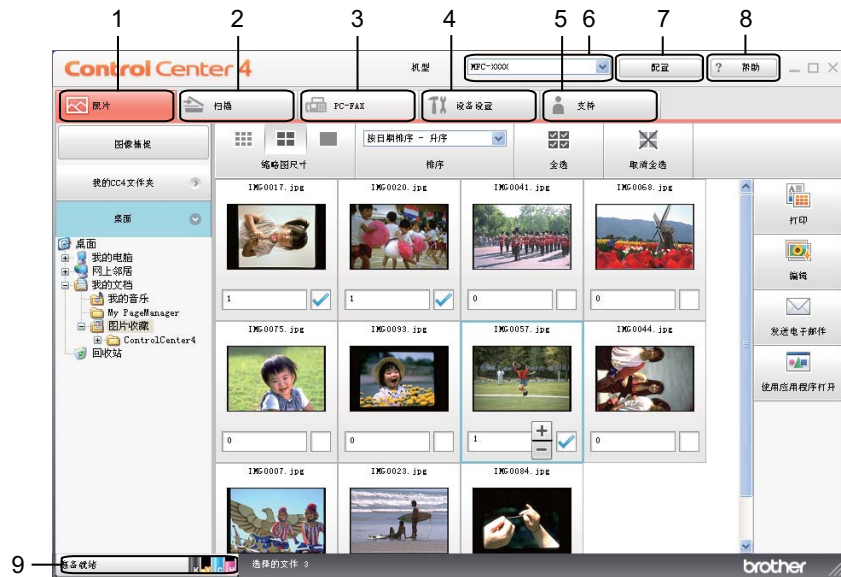 1 2 3 4 5 6 7 8
Control Center 4
机型 MFC-XXXX 配置 ? 帮助
照片 扫描 PC-FAX 设备设置 支持
图像模板
按日期排序 - 升序
缩略图尺寸 排序 全选 取消全选
我的CC4文件夹
桌面
桌面
我的电脑
网上邻居
我的文档
我的音乐
My PageManager
图片收藏
ControlCenter4
回收站
IMG0017.jpg IMG0020.jpg IMG0041.jpg IMG0068.jpg
1 1 0 0
IMG0075.jpg IMG0093.jpg IMG0057.jpg IMG0044.jpg
0 0 1 0
IMG0007.jpg IMG0023.jpg IMG0084.jpg
打印
编辑
发送电子邮件
使用应用程序打开
9
准备就绪 K Y C M 选择的文件 3
brother